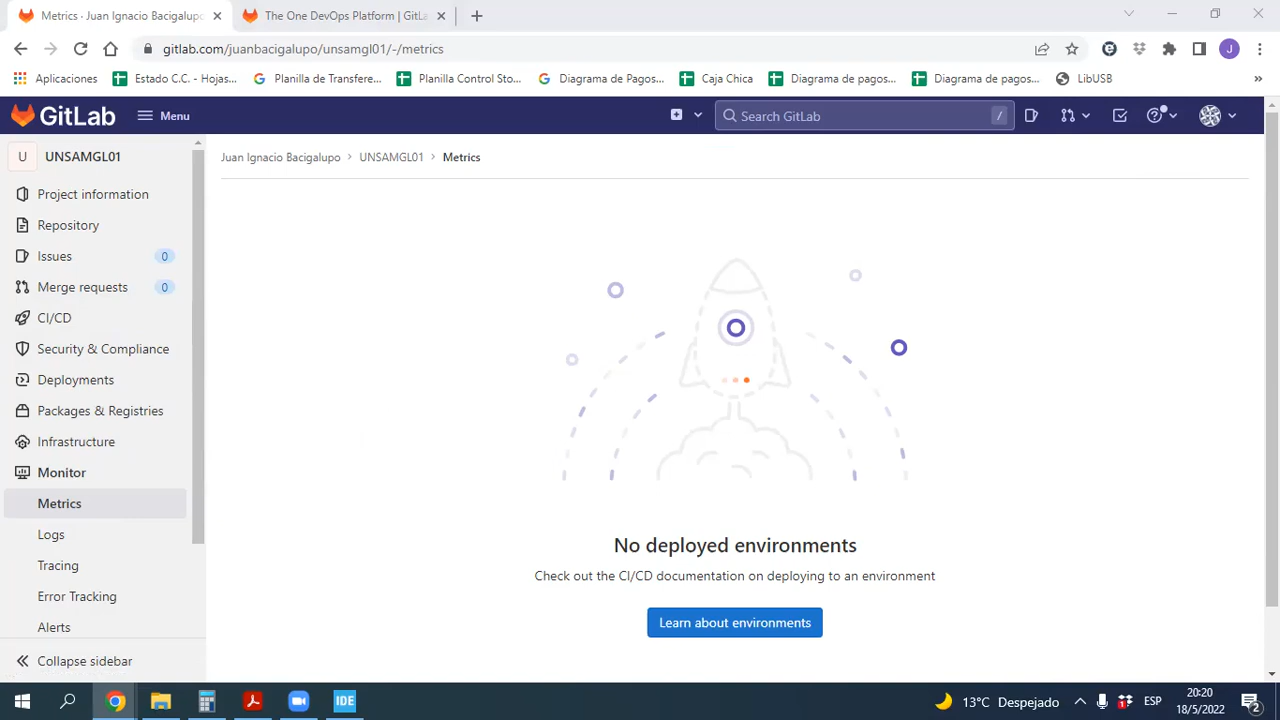 Metrics · Juan Ignacio Bacigalupo
The One DevOps Platform | GitLa
gitlab.com/juanbacigalupo/unsamgl01/-/metrics
J
Aplicaciones
Estado C.C. - Hojas...
Planilla de Transfere...
Planilla Control Sto...
Diagrama de Pagos...
Caja Chica
Diagrama de pagos...
Diagrama de pagos...
LibUSB
»
GitLab
Menu
Search GitLab
/
U
UNSAMGL01
Juan Ignacio Bacigalupo > UNSAMGL01 > Metrics
Project information
Repository
Issues 0
Merge requests 0
CI/CD
Security & Compliance
Deployments
Packages & Registries
Infrastructure
Monitor
Metrics
Logs
Tracing
Error Tracking
Alerts
Collapse sidebar
No deployed environments
Check out the CI/CD documentation on deploying to an environment
Learn about environments
IDE
13°C Despejado
1
ESP
20:20
18/5/2022
2